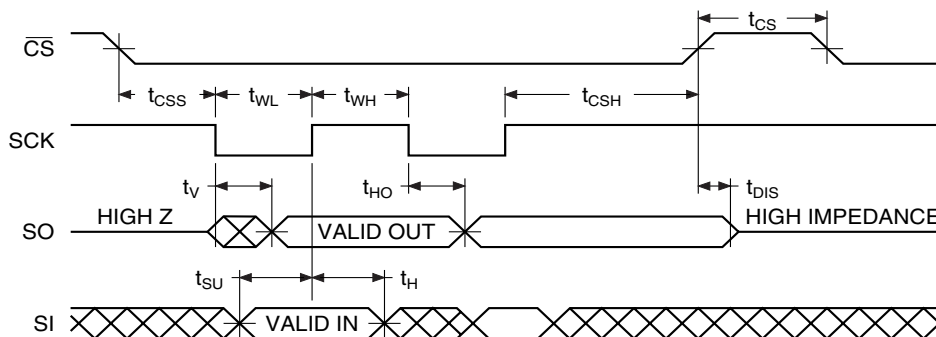 t_CS
CS
t_CSS t_WL t_WH t_CSH
SCK
t_V t_HO t_DIS
HIGH Z VALID OUT HIGH IMPEDANCE
SO
t_SU t_H
SI VALID IN